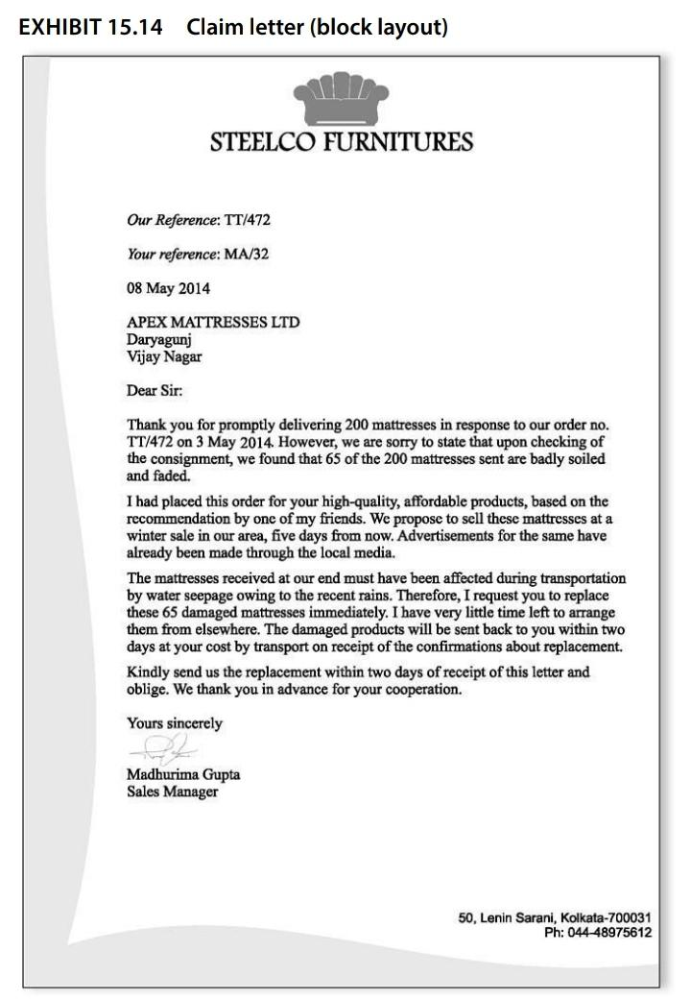 EXHIBIT 15.14 Claim letter (block layout)
STEELCO FURNITURES
Our Reference: TT/472
Your reference: MA/32
08 May 2014
APEX MATTRESSES LTD
Daryagunj
Vijay Nagar
Dear Sir:
Thank you for promptly delivering 200 mattresses in response to our order no.
TT/472 on 3 May 2014. However, we are sorry to state that upon checking of
the consignment, we found that 65 of the 200 mattresses sent are badly soiled
and faded.
I had placed this order for your high-quality, affordable products, based on the
recommendation by one of my friends. We propose to sell these mattresses at a
winter sale in our area, five days from now. Advertisements for the same have
already been made through the local media.
The mattresses received at our end must have been affected during transportation
by water seepage owing to the recent rains. Therefore, I request you to replace
these 65 damaged mattresses immediately. I have very little time left to arrange
them from elsewhere. The damaged products will be sent back to you within two
days at your cost by transport on receipt of the confirmations about replacement.
Kindly send us the replacement within two days of receipt of this letter and
oblige. We thank you in advance for your cooperation.
Yours sincerely
Madhurima Gupta
Sales Manager
50, Lenin Sarani, Kolkata-700031
Ph: 044-48975612